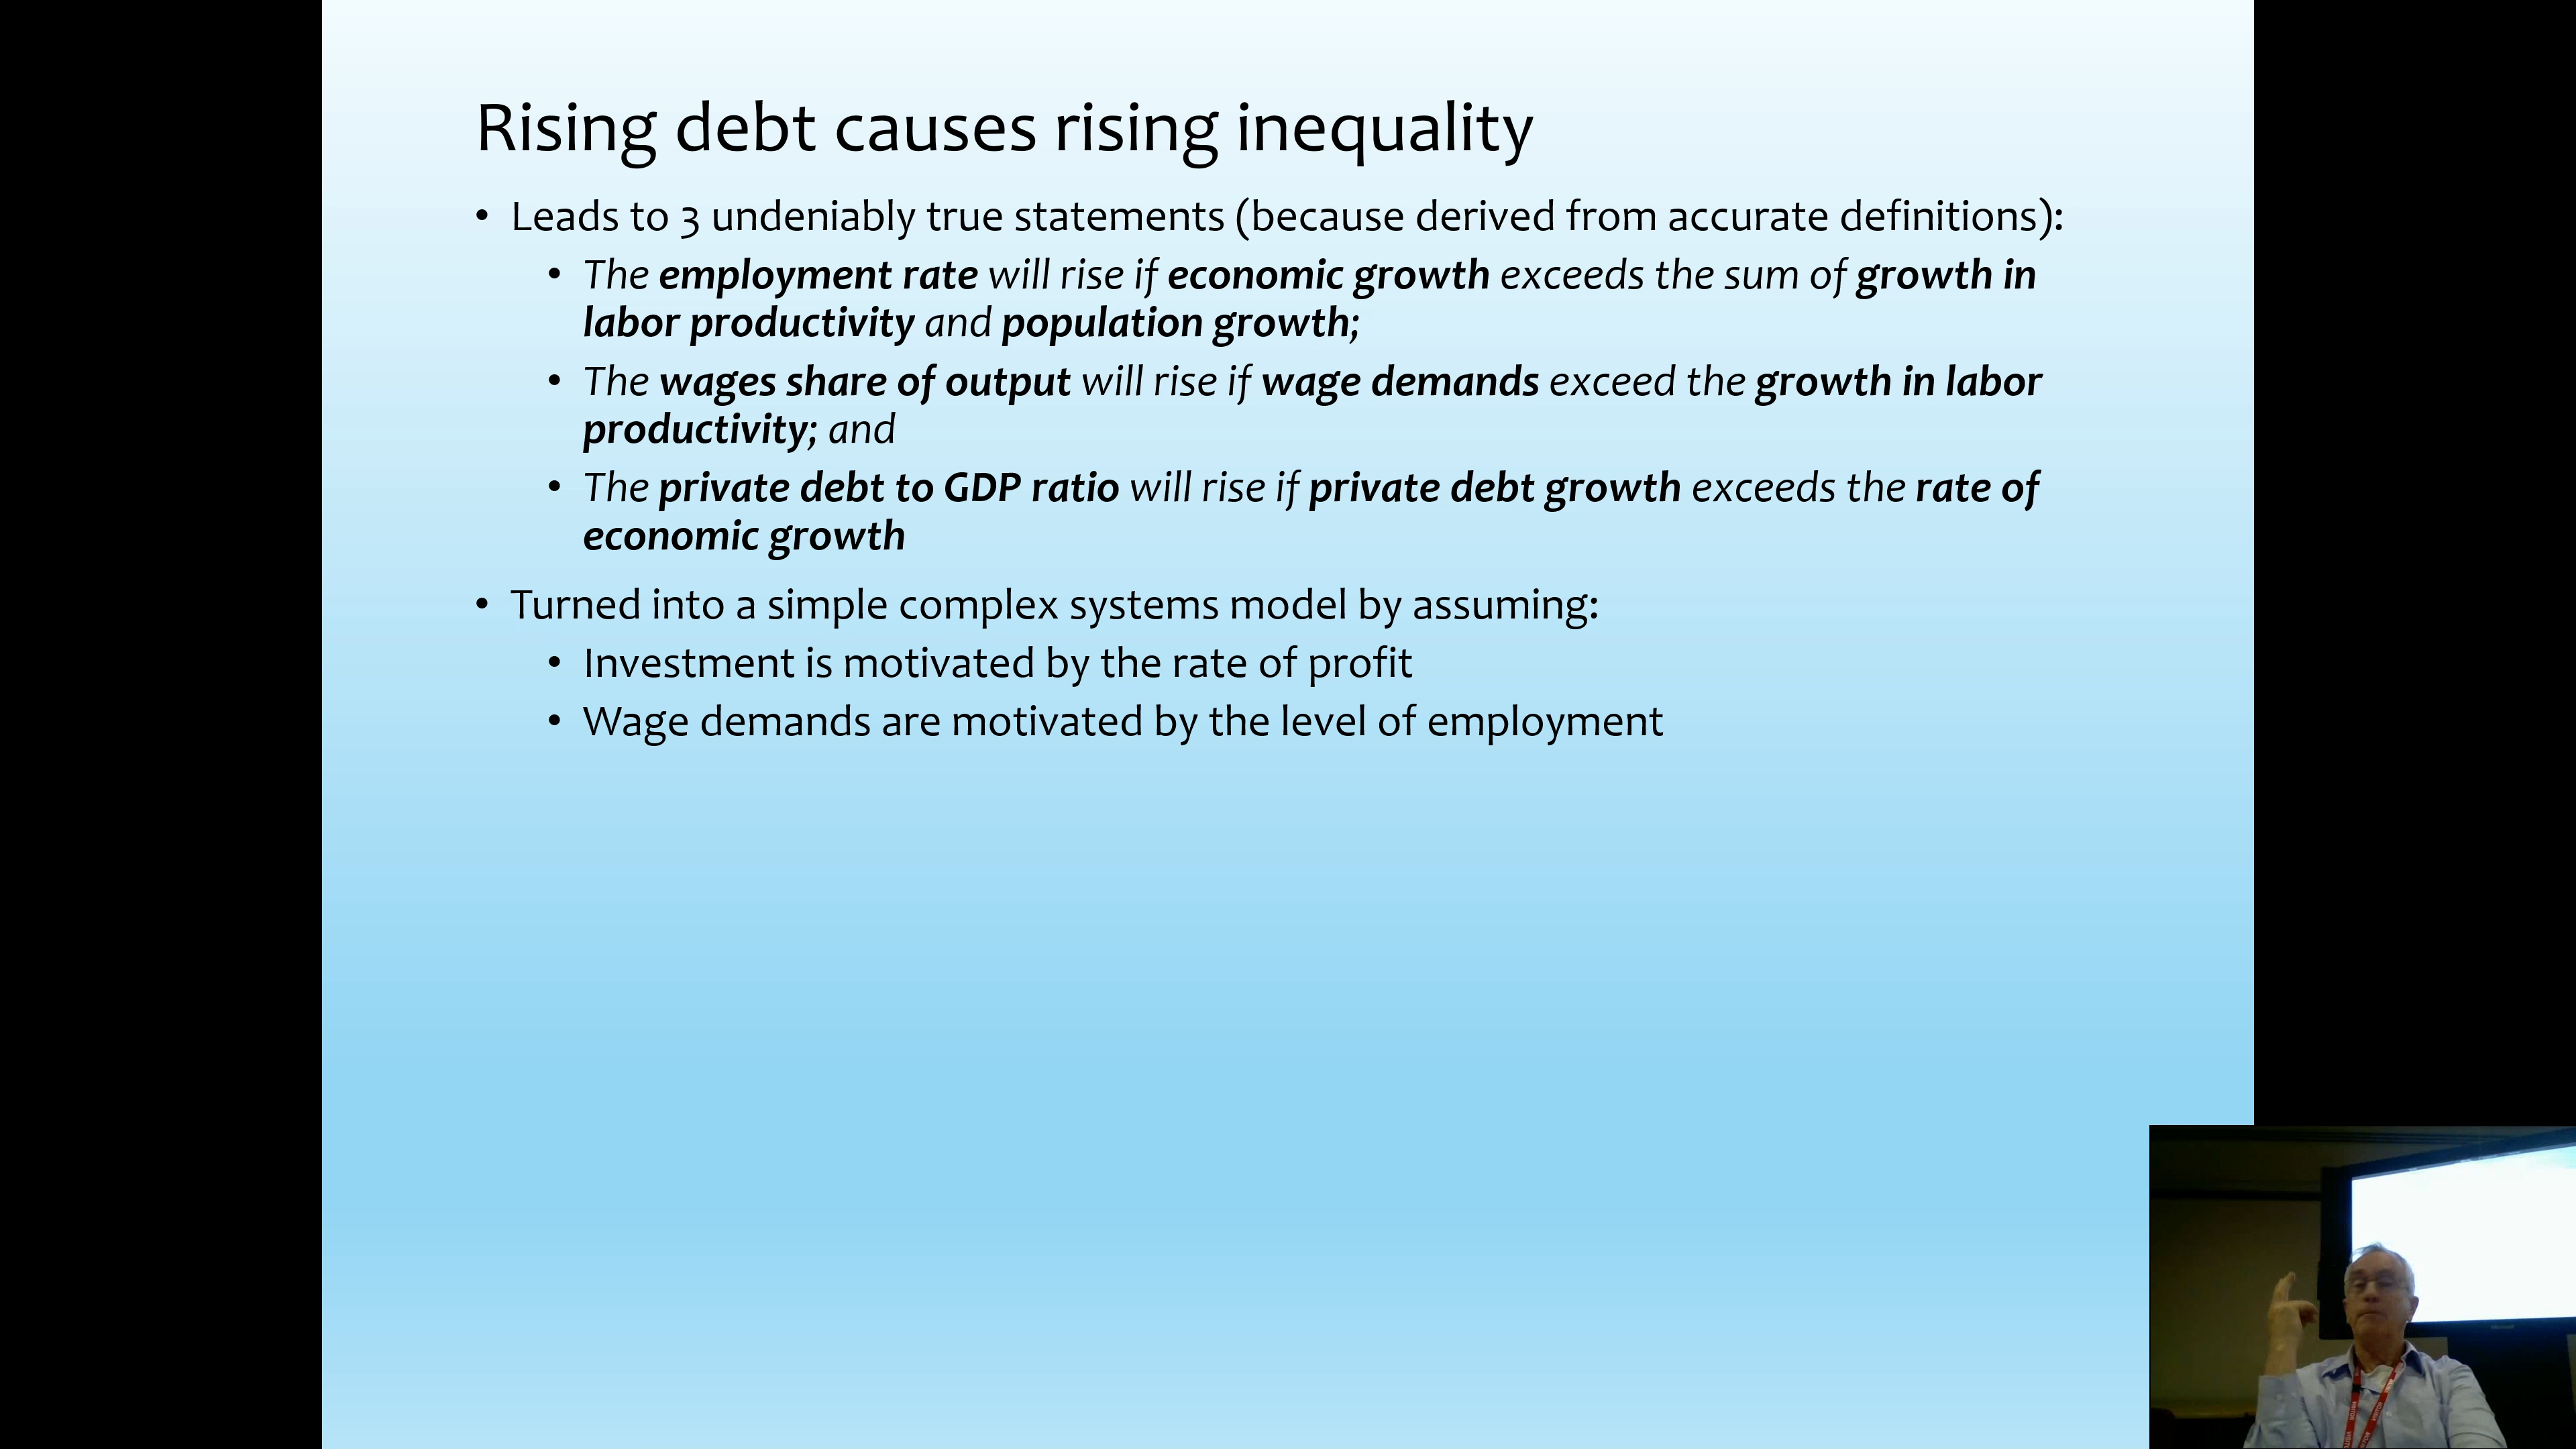 Rising debt causes rising inequality
• Leads to 3 undeniably true statements (because derived from accurate definitions):
• The employment rate will rise if economic growth exceeds the sum of growth in
labor productivity and population growth;
• The wages share of output will rise if wage demands exceed the growth in labor
productivity; and
• The private debt to GDP ratio will rise if private debt growth exceeds the rate of
economic growth
• Turned into a simple complex systems model by assuming:
• Investment is motivated by the rate of profit
• Wage demands are motivated by the level of employment